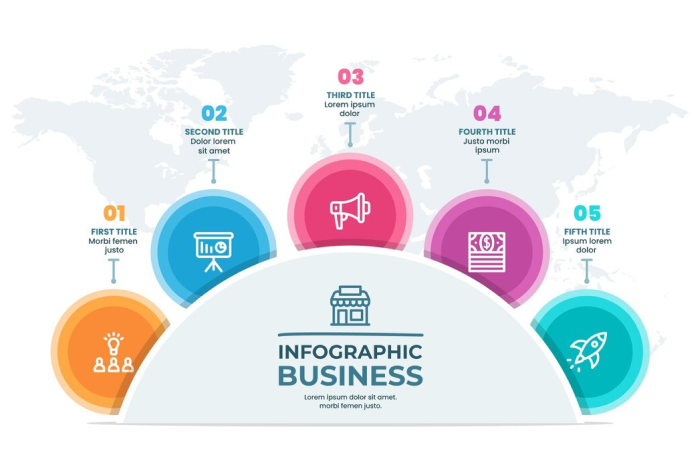 01
FIRST TITLE
Morbi femen
justo
02
SECOND TITLE
Dolor lorem
sit amet
03
THIRD TITLE
Lorem ipsum
dolor
04
FOURTH TITLE
Justo morbi
ipsum
05
FIFTH TITLE
Ipsum lorem
dolor
$
INFOGRAPHIC
BUSINESS
Lorem ipsum dolor sit amet.
morbi femen justo.